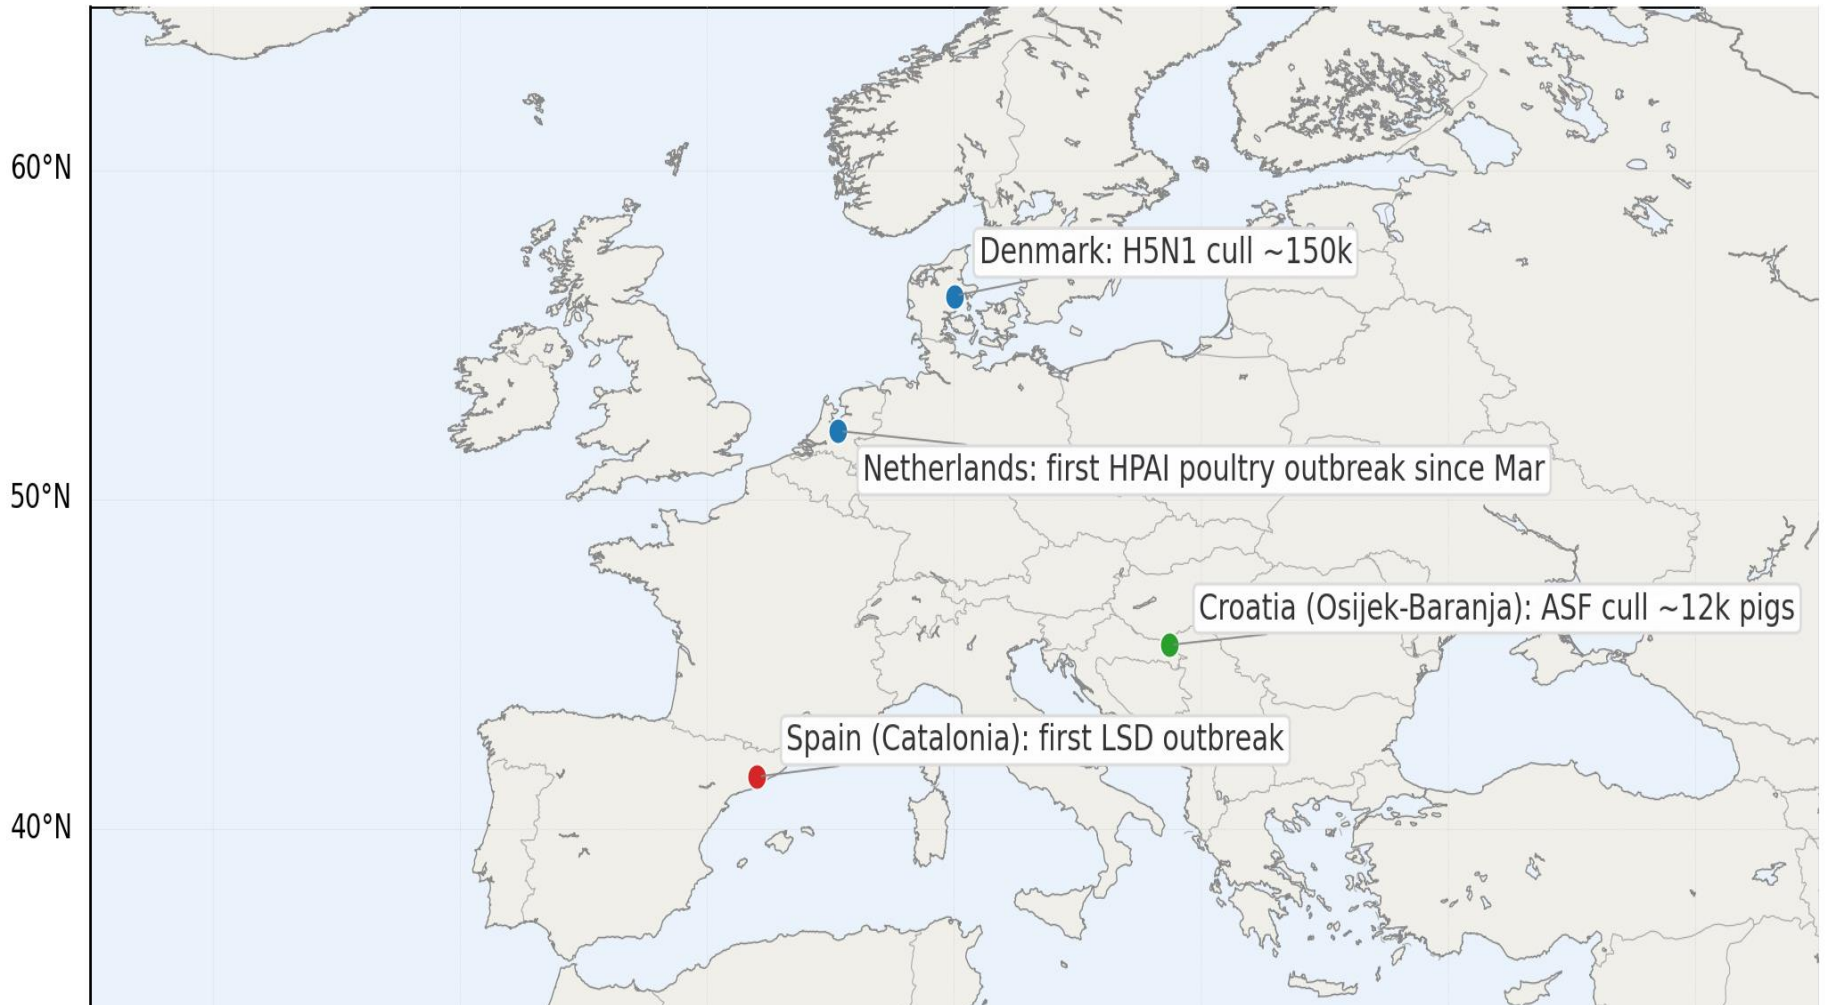 60°N
Denmark: H5N1 cull ~150k
Netherlands: first HPAI poultry outbreak since Mar
50°N
Croatia (Osijek-Baranja): ASF cull ~12k pigs
Spain (Catalonia): first LSD outbreak
40°N